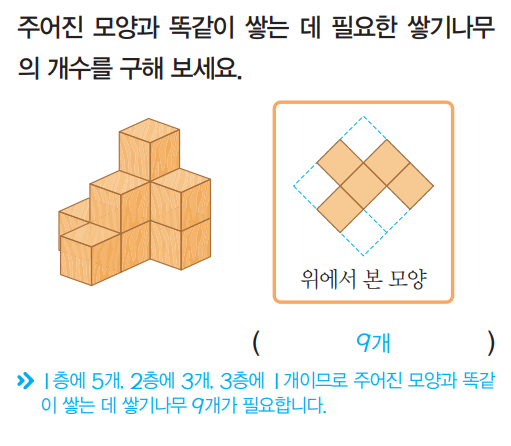 주어진 모양과 똑같이 쌓는 데 필요한 쌓기나무
의 개수를 구해 보세요.
위에서 본 모양
( 9개 )
1층에 5개, 2층에 3개, 3층에 1개이므로 주어진 모양과 똑같
이 쌓는 데 쌓기나무 9개가 필요합니다.